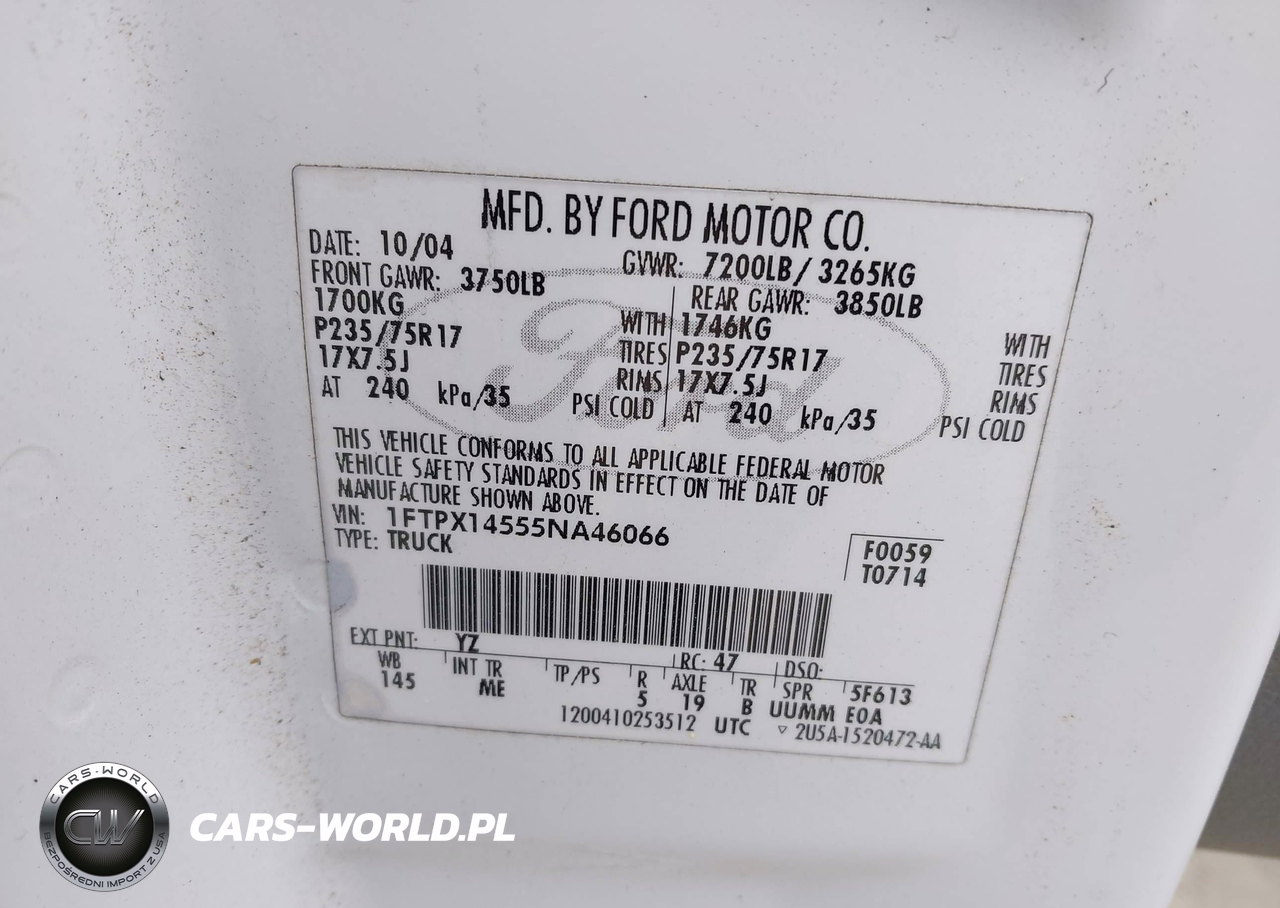 MFD. BY FORD MOTOR CO.
DATE: 10/04 GVWR: 7200LB/ 3265KG
FRONT GAWR: 3750LB REAR GAWR: 3850LB
1700KG WITH 1746KG WITH
P235/75R17 TIRES P235/75R17 TIRES
17X7.5J RIMS 17X7.5J RIMS
AT 240 kPa/35 PSI COLD AT 240 kPa/35 PSI COLD
Ford
THIS VEHICLE CONFORMS TO ALL APPLICABLE FEDERAL MOTOR
VEHICLE SAFETY STANDARDS IN EFFECT ON THE DATE OF
MANUFACTURE SHOWN ABOVE.
VIN: 1FTPX14555NA46066
TYPE: TRUCK
F0059
T0714
EXT PNT: YZ RC: 47 DSO:
WB INT TR TP/PS R AXLE TR SPR 5F613
145 ME 5 19 B UUMM EOA
1200410253512 UTC ▽ 2U5A-1520472-AA
CARS-WORLD
CW
BEZPOŚREDNI IMPORT Z USA
CARS-WORLD.PL